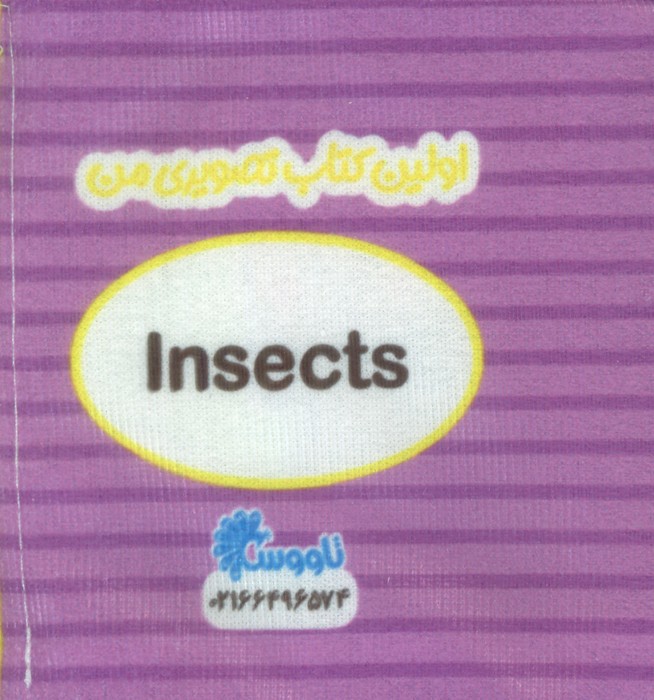 اولین کتاب تصویری من
Insects
تاووس
۰۲۱۶۶۴۹۶۵۷۴